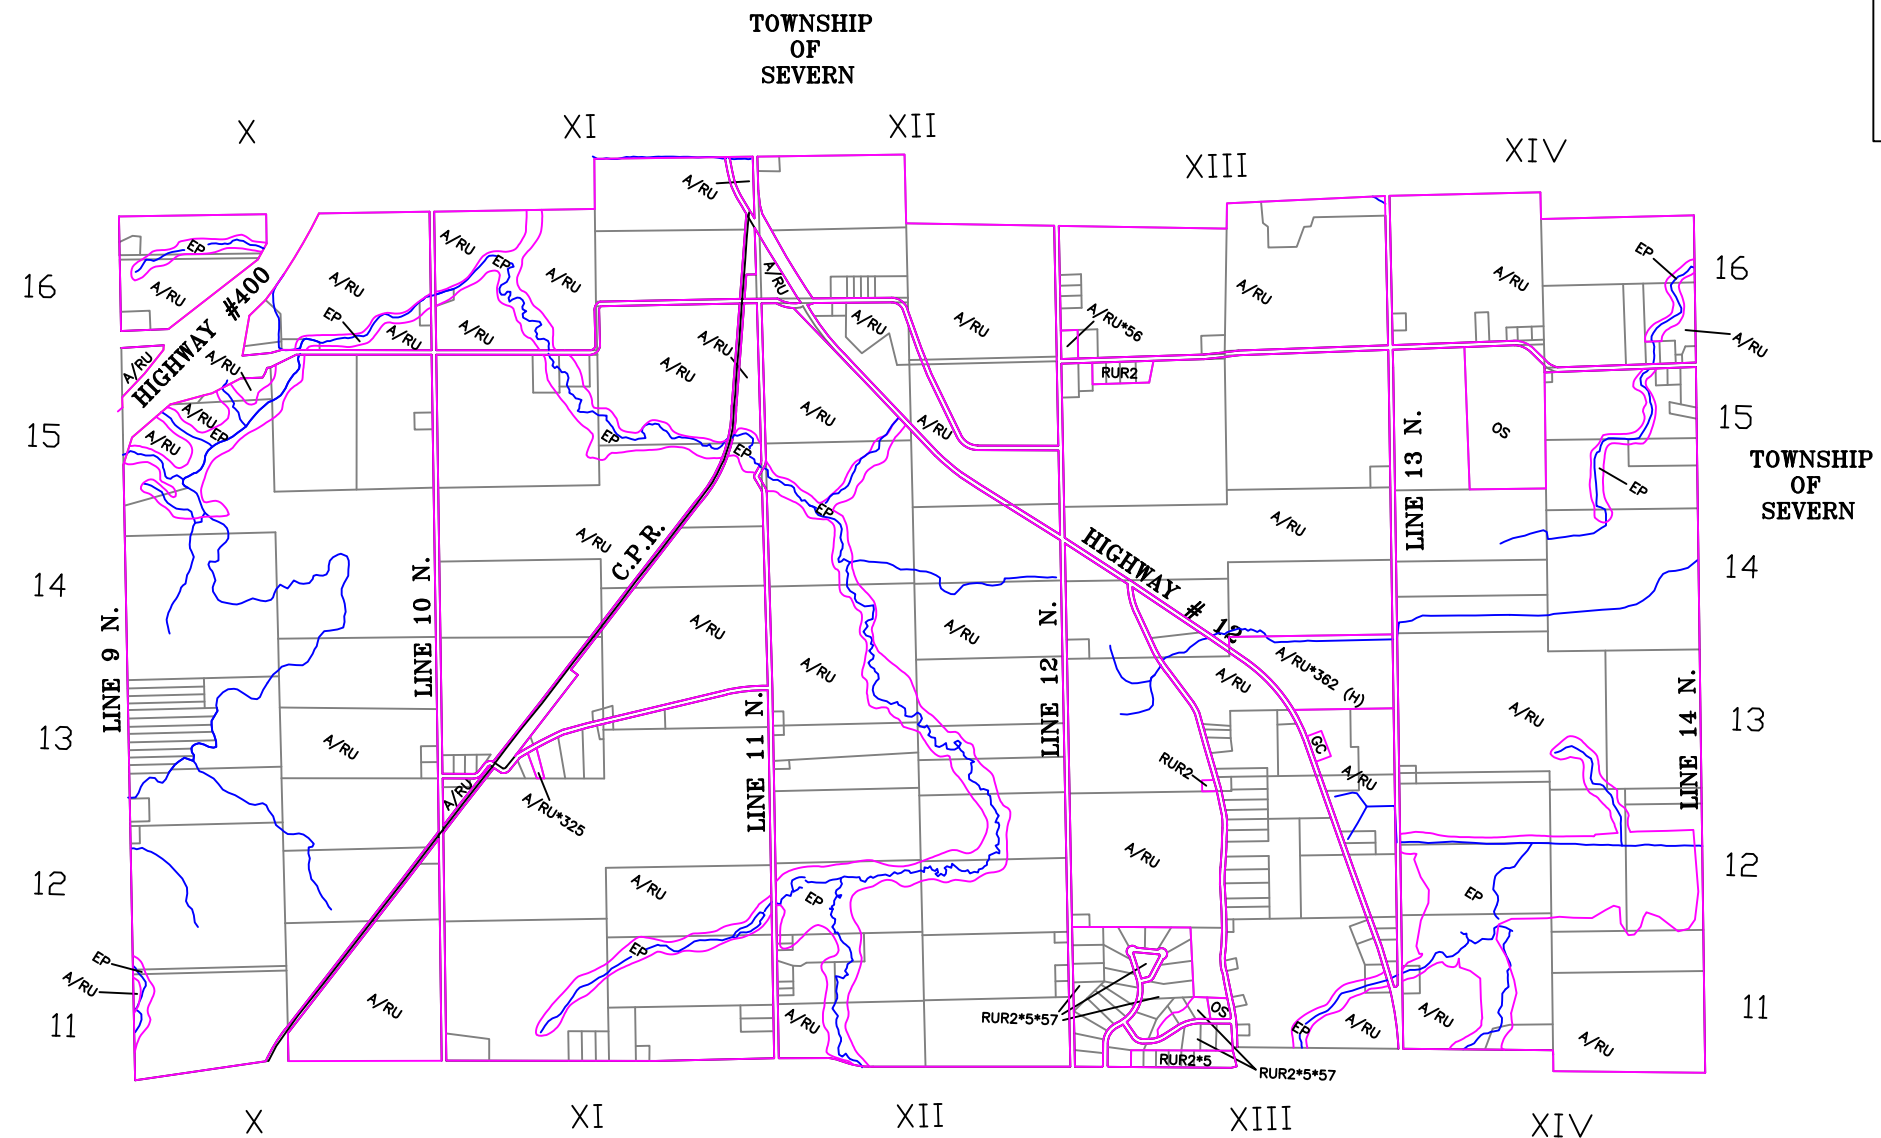 TOWNSHIP
OF
SEVERN
X
XI
XII
XIII
XIV
16
15
14
13
12
11
16
15
14
13
12
11
TOWNSHIP
OF
SEVERN
HIGHWAY #400
HIGHWAY # 12
C.P.R.
LINE 9 N.
LINE 10 N.
LINE 11 N.
LINE 12 N.
LINE 13 N.
LINE 14 N.
EP
A/RU
A/RU
EP
A/RU
A/RU
A/RU
A/RU
EP
A/RU
A/RU
EP
A/RU
A/RU
A/RU
A/RU
A/RU
A/RU
EP
EP
A/RU
A/RU
A/RU
A/RU
A/RU
EP
A/RU*56
RUR2
A/RU
A/RU
EP
A/RU
OS
EP
A/RU
A/RU
A/RU
A/RU
A/RU
A/RU
A/RU
A/RU*325
A/RU
A/RU
A/RU*362 (H)
GC
A/RU
RUR2
A/RU
A/RU
A/RU
EP
EP
EP
EP
A/RU
A/RU
A/RU
RUR2*5*57
OS
RUR2*5
RUR2*5*57
EP
A/RU
A/RU
A/RU
X
XI
XII
XIII
XIV